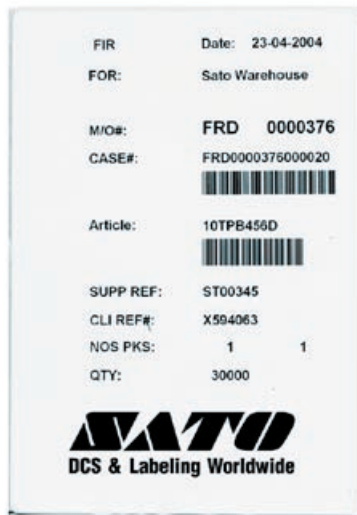 FIR Date: 23-04-2004
FOR: Sato Warehouse
M/O#: FRD 0000376
CASE#: FRD0000376000020
Article: 10TPB456D
SUPP REF: ST00345
CLI REF#: X594063
NOS PKS: 1 1
QTY: 30000
SATO
DCS & Labeling Worldwide